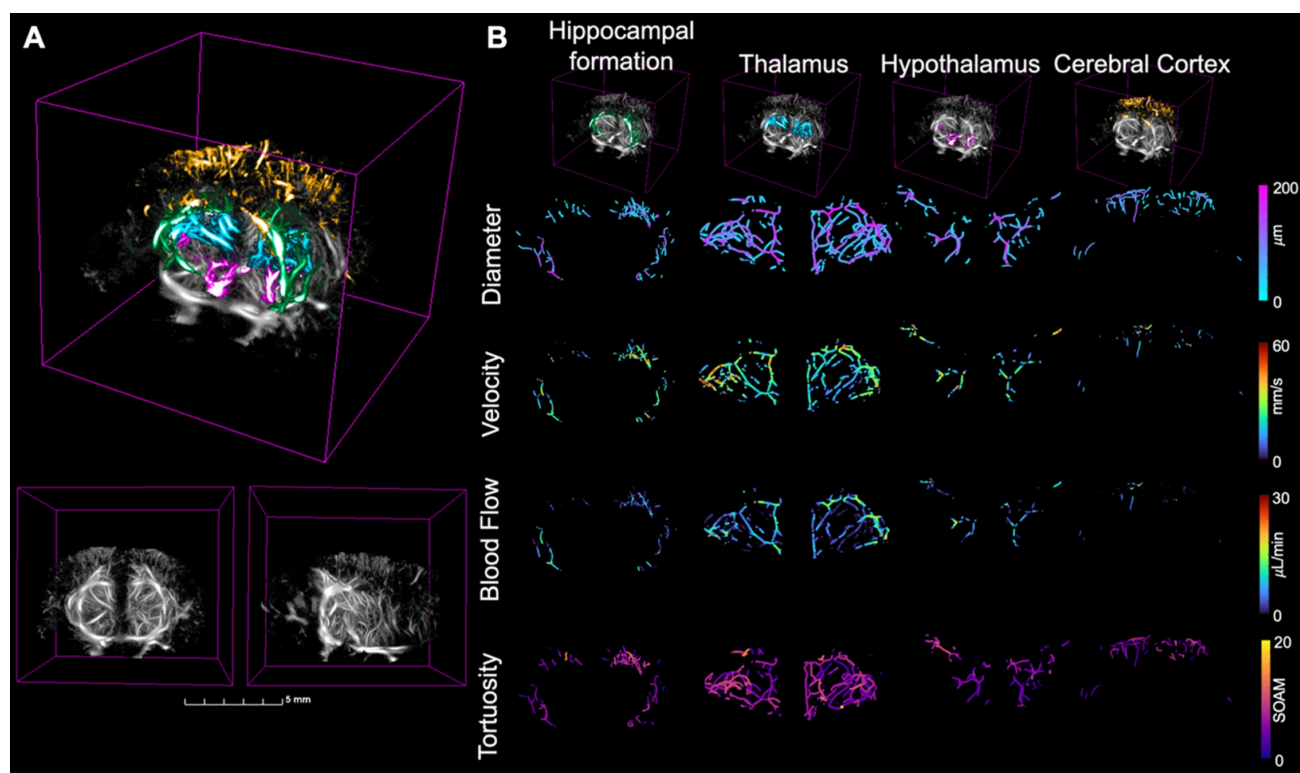 A
B
Hippocampal
formation
Thalamus
Hypothalamus
Cerebral Cortex
Diameter
200
μm
0
Velocity
60
mm/s
0
Blood Flow
30
μL/min
0
Tortuosity
20
SOAM
0
5 mm